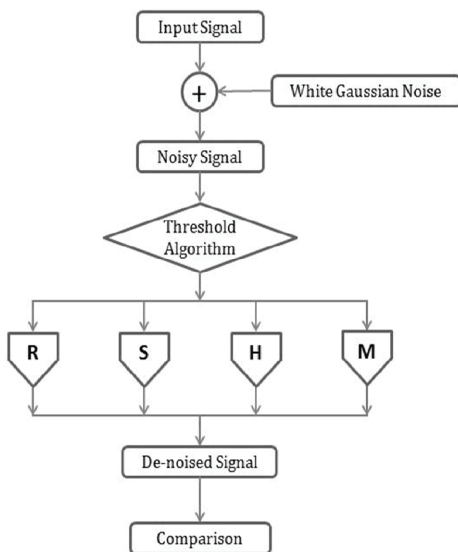 Input Signal
+
White Gaussian Noise
Noisy Signal
Threshold
Algorithm
R
S
H
M
De-noised Signal
Comparison